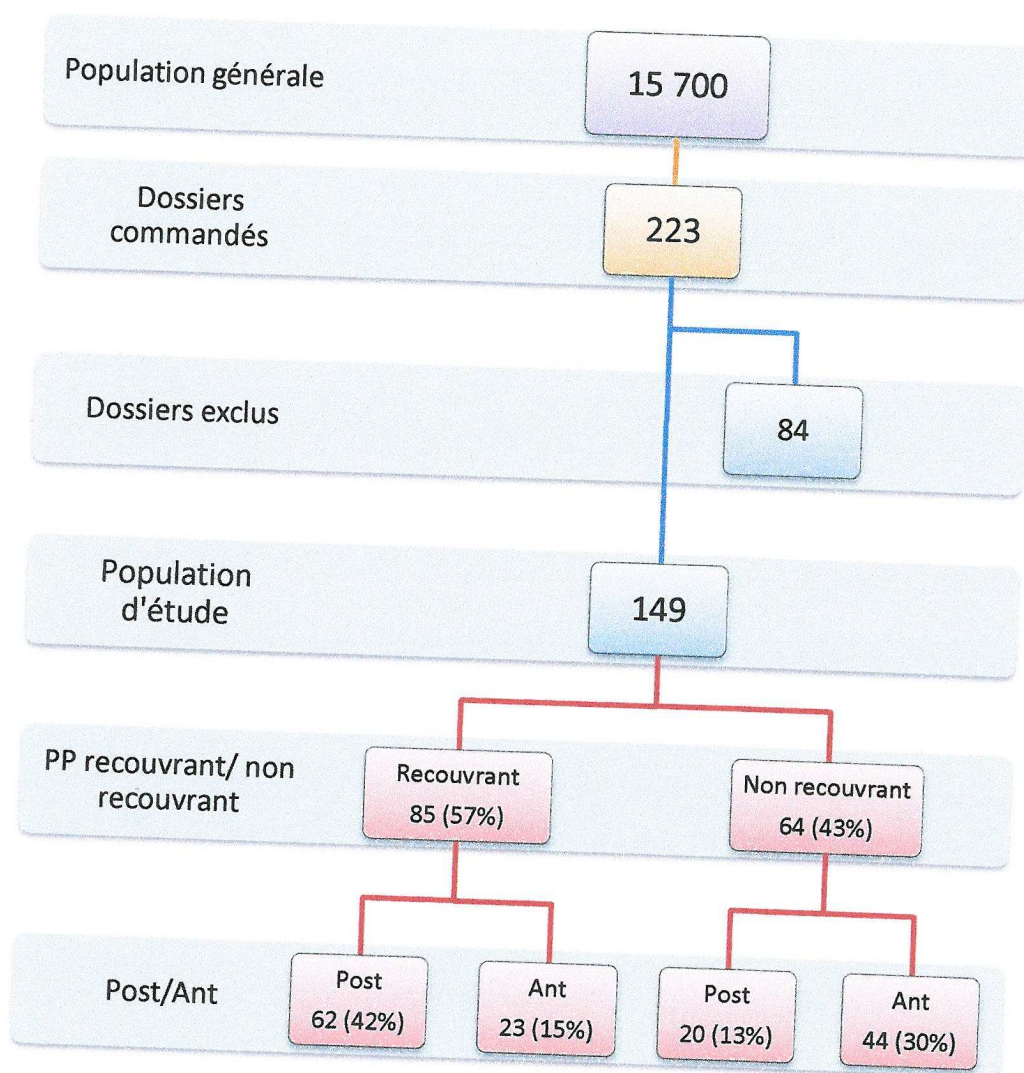 Population générale
15 700
Dossiers
commandés
223
Dossiers exclus
84
Population
d'étude
149
PP recouvrant/ non
recouvrant
Recouvrant
85 (57%)
Non recouvrant
64 (43%)
Post/Ant
Post
62 (42%)
Ant
23 (15%)
Post
20 (13%)
Ant
44 (30%)